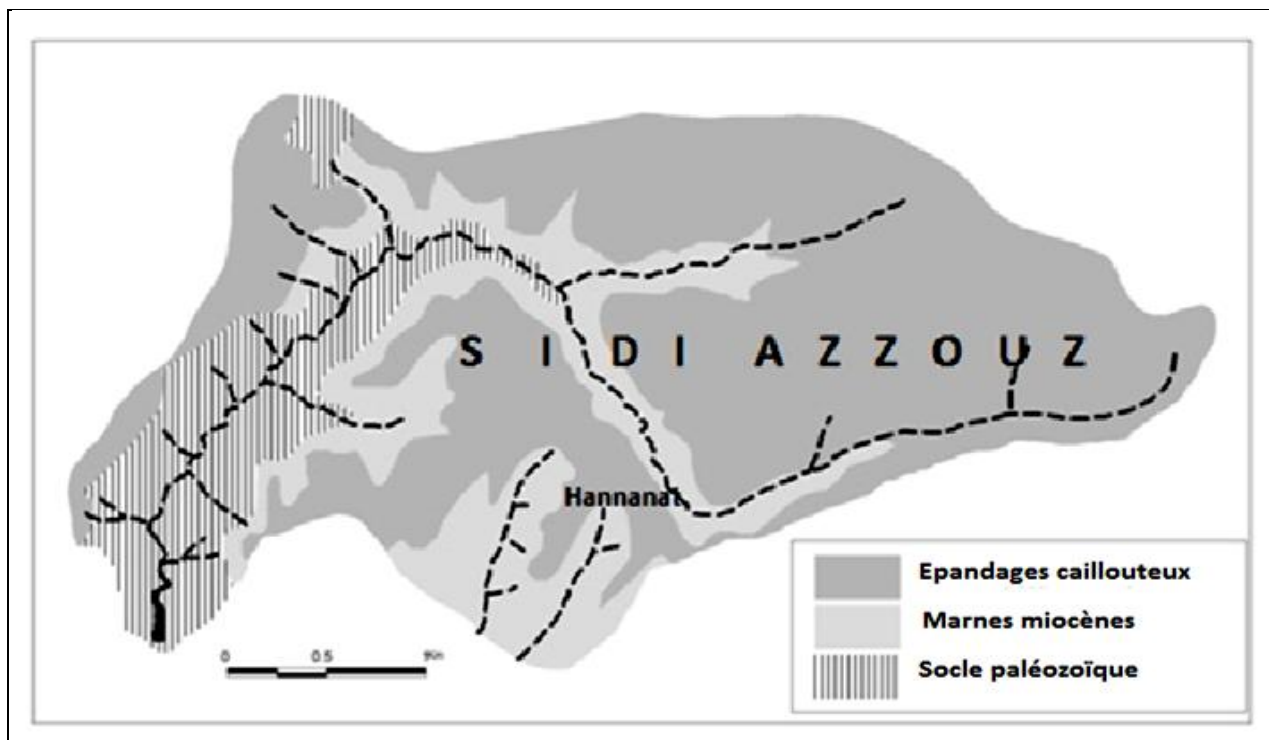 S I D I A Z Z O U Z
Hannanat
Epandages caillouteux
Marnes miocènes
Socle paléozoïque
0 0.5